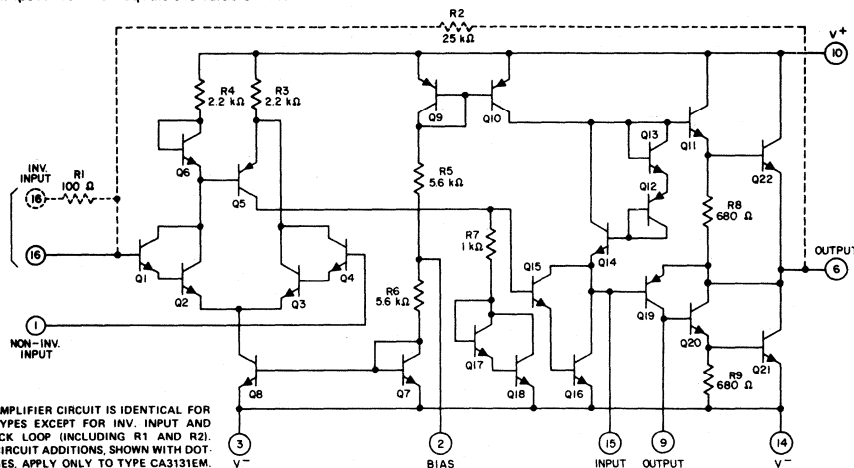 R2
25 kΩ
V+
10
R4
2.2 kΩ
R3
2.2 kΩ
Q9
Q10
Q13
Q11
Q6
INV.
INPUT
R1
100 Ω
16
Q5
R5
5.6 kΩ
Q12
Q22
R8
680 Ω
R7
1 kΩ
Q14
16
OUTPUT
6
Q1
Q2
Q3
Q4
R6
5.6 kΩ
Q15
Q19
Q20
1
NON-INV.
INPUT
Q17
Q18
Q16
R9
680 Ω
Q21
Q8
Q7
MPLIFIER CIRCUIT IS IDENTICAL FOR
YPES EXCEPT FOR INV. INPUT AND
CK LOOP (INCLUDING R1 AND R2).
IRCUIT ADDITIONS, SHOWN WITH DOT-
ES, APPLY ONLY TO TYPE CA3131EM.
3
V-
2
BIAS
15
INPUT
9
OUTPUT
14
V-